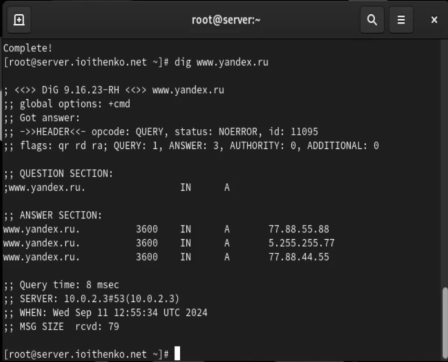 root@server:~
Complete!
[root@server.ioithenko.net ~]# dig www.yandex.ru
; <<>> DiG 9.16.23-RH <<>> www.yandex.ru
;; global options: +cmd
;; Got answer:
;; ->>HEADER<<- opcode: QUERY, status: NOERROR, id: 11095
;; flags: qr rd ra; QUERY: 1, ANSWER: 3, AUTHORITY: 0, ADDITIONAL: 0
;; QUESTION SECTION:
;www.yandex.ru. IN A
;; ANSWER SECTION:
www.yandex.ru. 3600 IN A 77.88.55.88
www.yandex.ru. 3600 IN A 5.255.255.77
www.yandex.ru. 3600 IN A 77.88.44.55
;; Query time: 8 msec
;; SERVER: 10.0.2.3#53(10.0.2.3)
;; WHEN: Wed Sep 11 12:55:34 UTC 2024
;; MSG SIZE rcvd: 79
[root@server.ioithenko.net ~]#